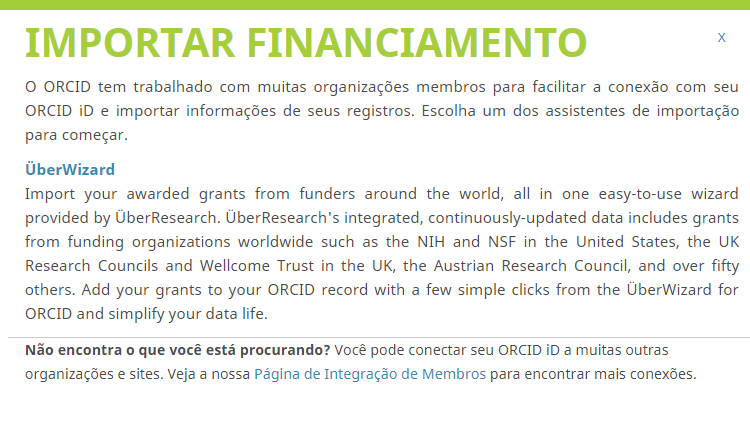 IMPORTAR FINANCIAMENTO
X
O ORCID tem trabalhado com muitas organizações membros para facilitar a conexão com seu
ORCID iD e importar informações de seus registros. Escolha um dos assistentes de importação
para começar.
ÜberWizard
Import your awarded grants from funders around the world, all in one easy-to-use wizard
provided by ÜberResearch. ÜberResearch's integrated, continuously-updated data includes grants
from funding organizations worldwide such as the NIH and NSF in the United States, the UK
Research Councils and Wellcome Trust in the UK, the Austrian Research Council, and over fifty
others. Add your grants to your ORCID record with a few simple clicks from the ÜberWizard for
ORCID and simplify your data life.
Não encontra o que você está procurando? Você pode conectar seu ORCID iD a muitas outras
organizações e sites. Veja a nossa Página de Integração de Membros para encontrar mais conexões.